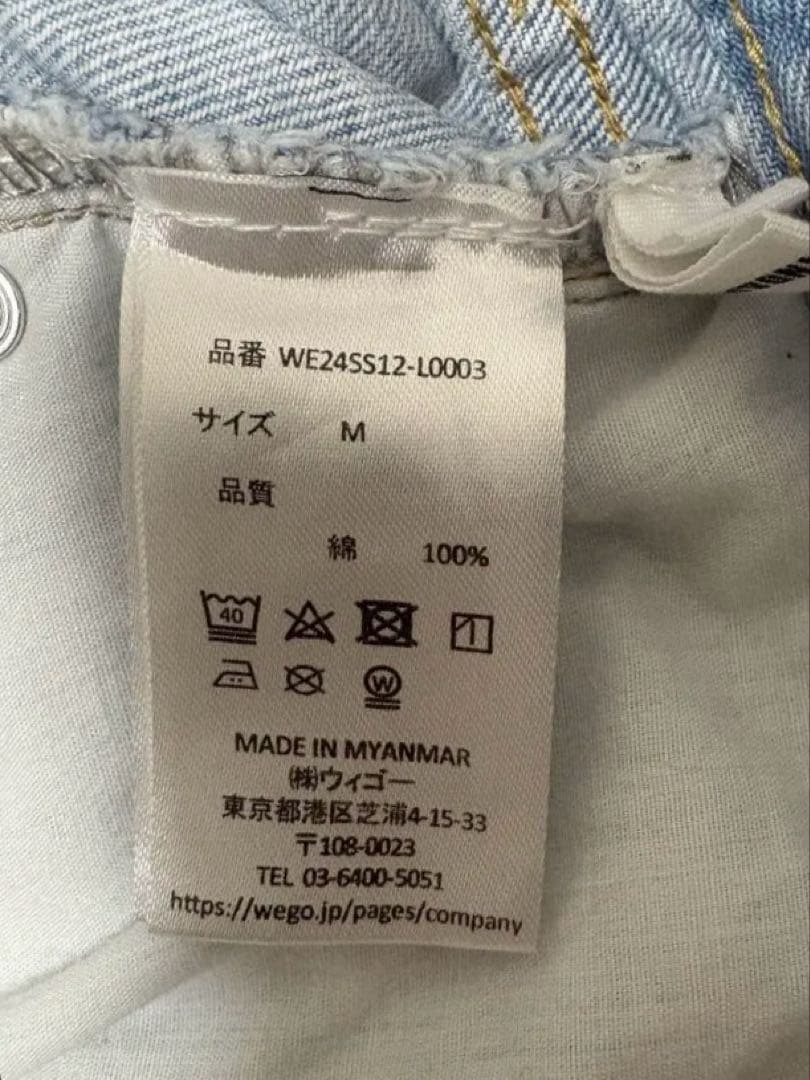 品番 WE24SS12-L0003
サイズ M
品質
綿 100%
40
W
MADE IN MYANMAR
㈱ウィゴー
東京都港区芝浦4-15-33
〒108-0023
TEL 03-6400-5051
https://wego.jp/pages/company